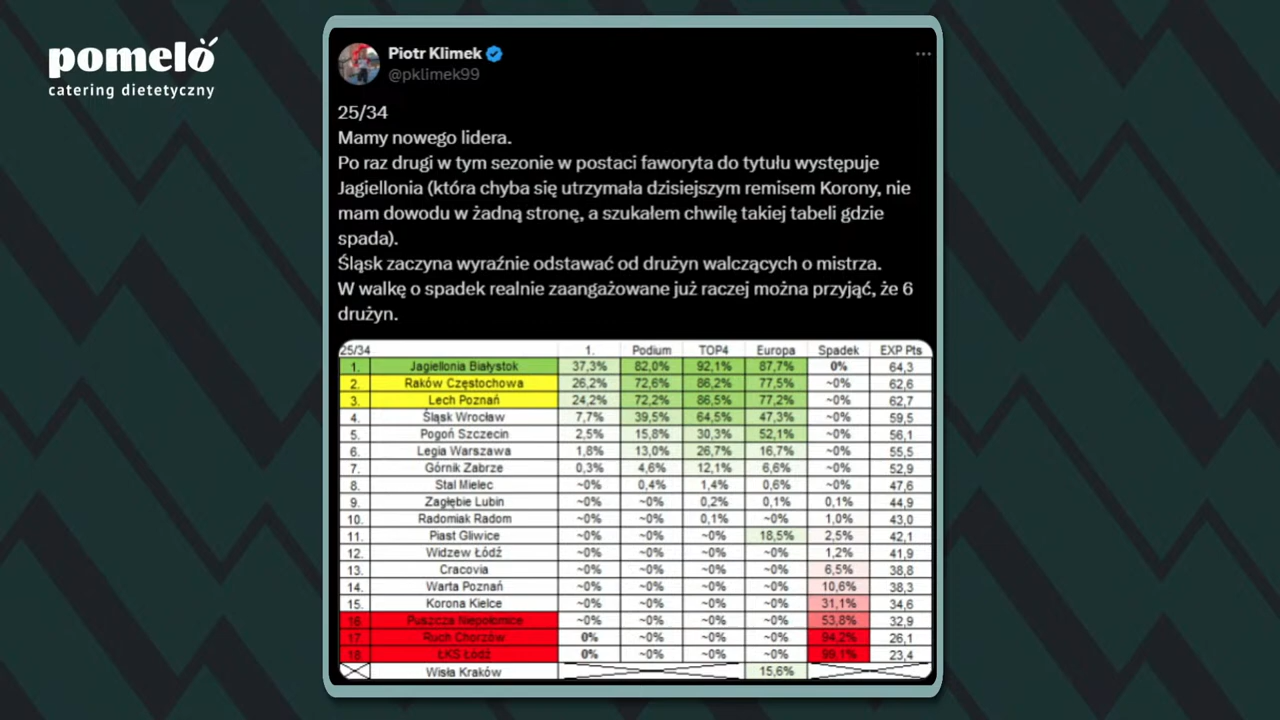 pomelo
catering dietetyczny
Piotr Klimek
@pklimek99
25/34
Mamy nowego lidera.
Po raz drugi w tym sezonie w postaci faworyta do tytułu występuje
Jagiellonia (która chyba się utrzymała dzisiejszym remisem Korony, nie
mam dowodu w żadną stronę, a szukałem chwilę takiej tabeli gdzie
spada).
Śląsk zaczyna wyraźnie odstawać od drużyn walczących o mistrza.
W walkę o spadek realnie zaangażowane już raczej można przyjąć, że 6
drużyn.
25/34 1. Podium TOP4 Europa Spadek EXP Pts
1. Jagiellonia Białystok 37,3% 82,0% 92,1% 87,7% 0% 64,3
2. Raków Częstochowa 26,2% 72,6% 86,2% 77,5% ~0% 62,6
3. Lech Poznań 24,2% 72,2% 86,5% 77,2% ~0% 62,7
4. Śląsk Wrocław 7,7% 39,5% 64,5% 47,3% ~0% 59,5
5. Pogoń Szczecin 2,5% 15,8% 30,3% 52,1% ~0% 56,1
6. Legia Warszawa 1,8% 13,0% 26,7% 16,7% ~0% 55,5
7. Górnik Zabrze 0,3% 4,6% 12,1% 6,6% ~0% 52,9
8. Stal Mielec ~0% 0,4% 1,4% 0,6% ~0% 47,6
9. Zagłębie Lubin ~0% ~0% 0,2% 0,1% 0,1% 44,9
10. Radomiak Radom ~0% ~0% 0,1% ~0% 1,0% 43,0
11. Piast Gliwice ~0% ~0% ~0% 18,5% 2,5% 42,1
12. Widzew Łódź ~0% ~0% ~0% ~0% 1,2% 41,9
13. Cracovia ~0% ~0% ~0% ~0% 6,5% 38,8
14. Warta Poznań ~0% ~0% ~0% ~0% 10,6% 38,3
15. Korona Kielce ~0% ~0% ~0% ~0% 31,1% 34,6
16 Puszcza Niepołomice ~0% ~0% ~0% ~0% 53,8% 32,9
17 Ruch Chorzów 0% ~0% ~0% ~0% 94,2% 26,1
18 ŁKS Łódź 0% ~0% ~0% ~0% 99,1% 23,4
Wisła Kraków 15,6%